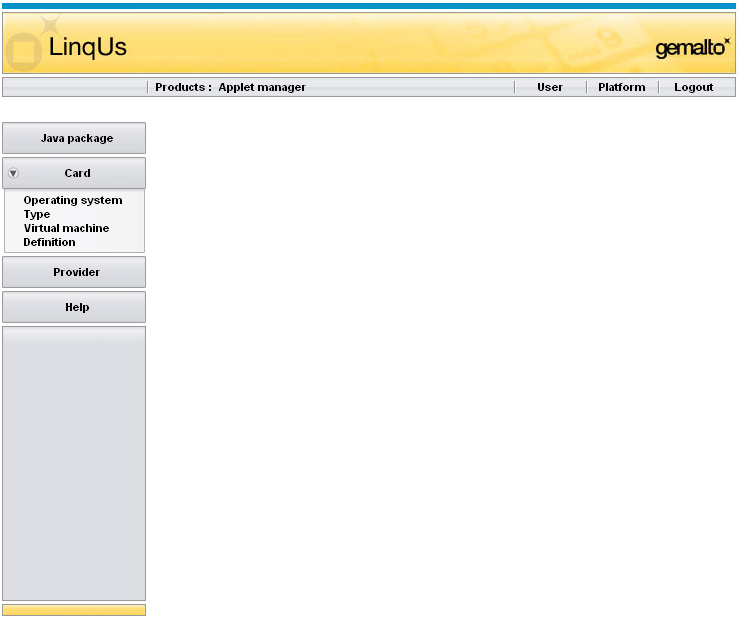 LinqUs
gemalto
Products : Applet manager
User
Platform
Logout
Java package
Card
Operating system
Type
Virtual machine
Definition
Provider
Help